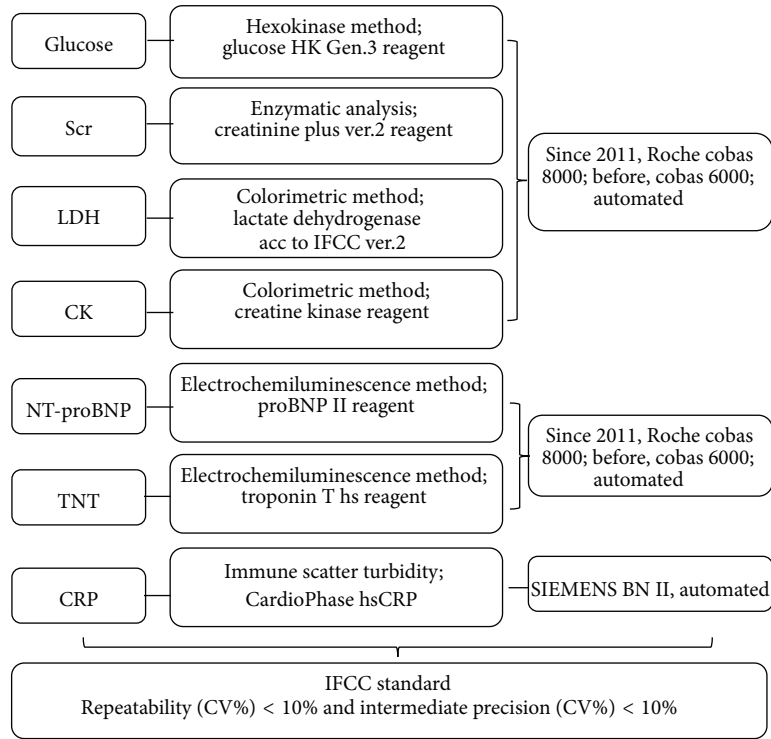 Glucose
Hexokinase method;
glucose HK Gen.3 reagent
Scr
Enzymatic analysis;
creatinine plus ver.2 reagent
LDH
Colorimetric method;
lactate dehydrogenase
acc to IFCC ver.2
CK
Colorimetric method;
creatine kinase reagent
Since 2011, Roche cobas
8000; before, cobas 6000;
automated
NT-proBNP
Electrochemiluminescence method;
proBNP II reagent
TNT
Electrochemiluminescence method;
troponin T hs reagent
Since 2011, Roche cobas
8000; before, cobas 6000;
automated
CRP
Immune scatter turbidity;
CardioPhase hsCRP
SIEMENS BN II, automated
IFCC standard
Repeatability (CV%) < 10% and intermediate precision (CV%) < 10%